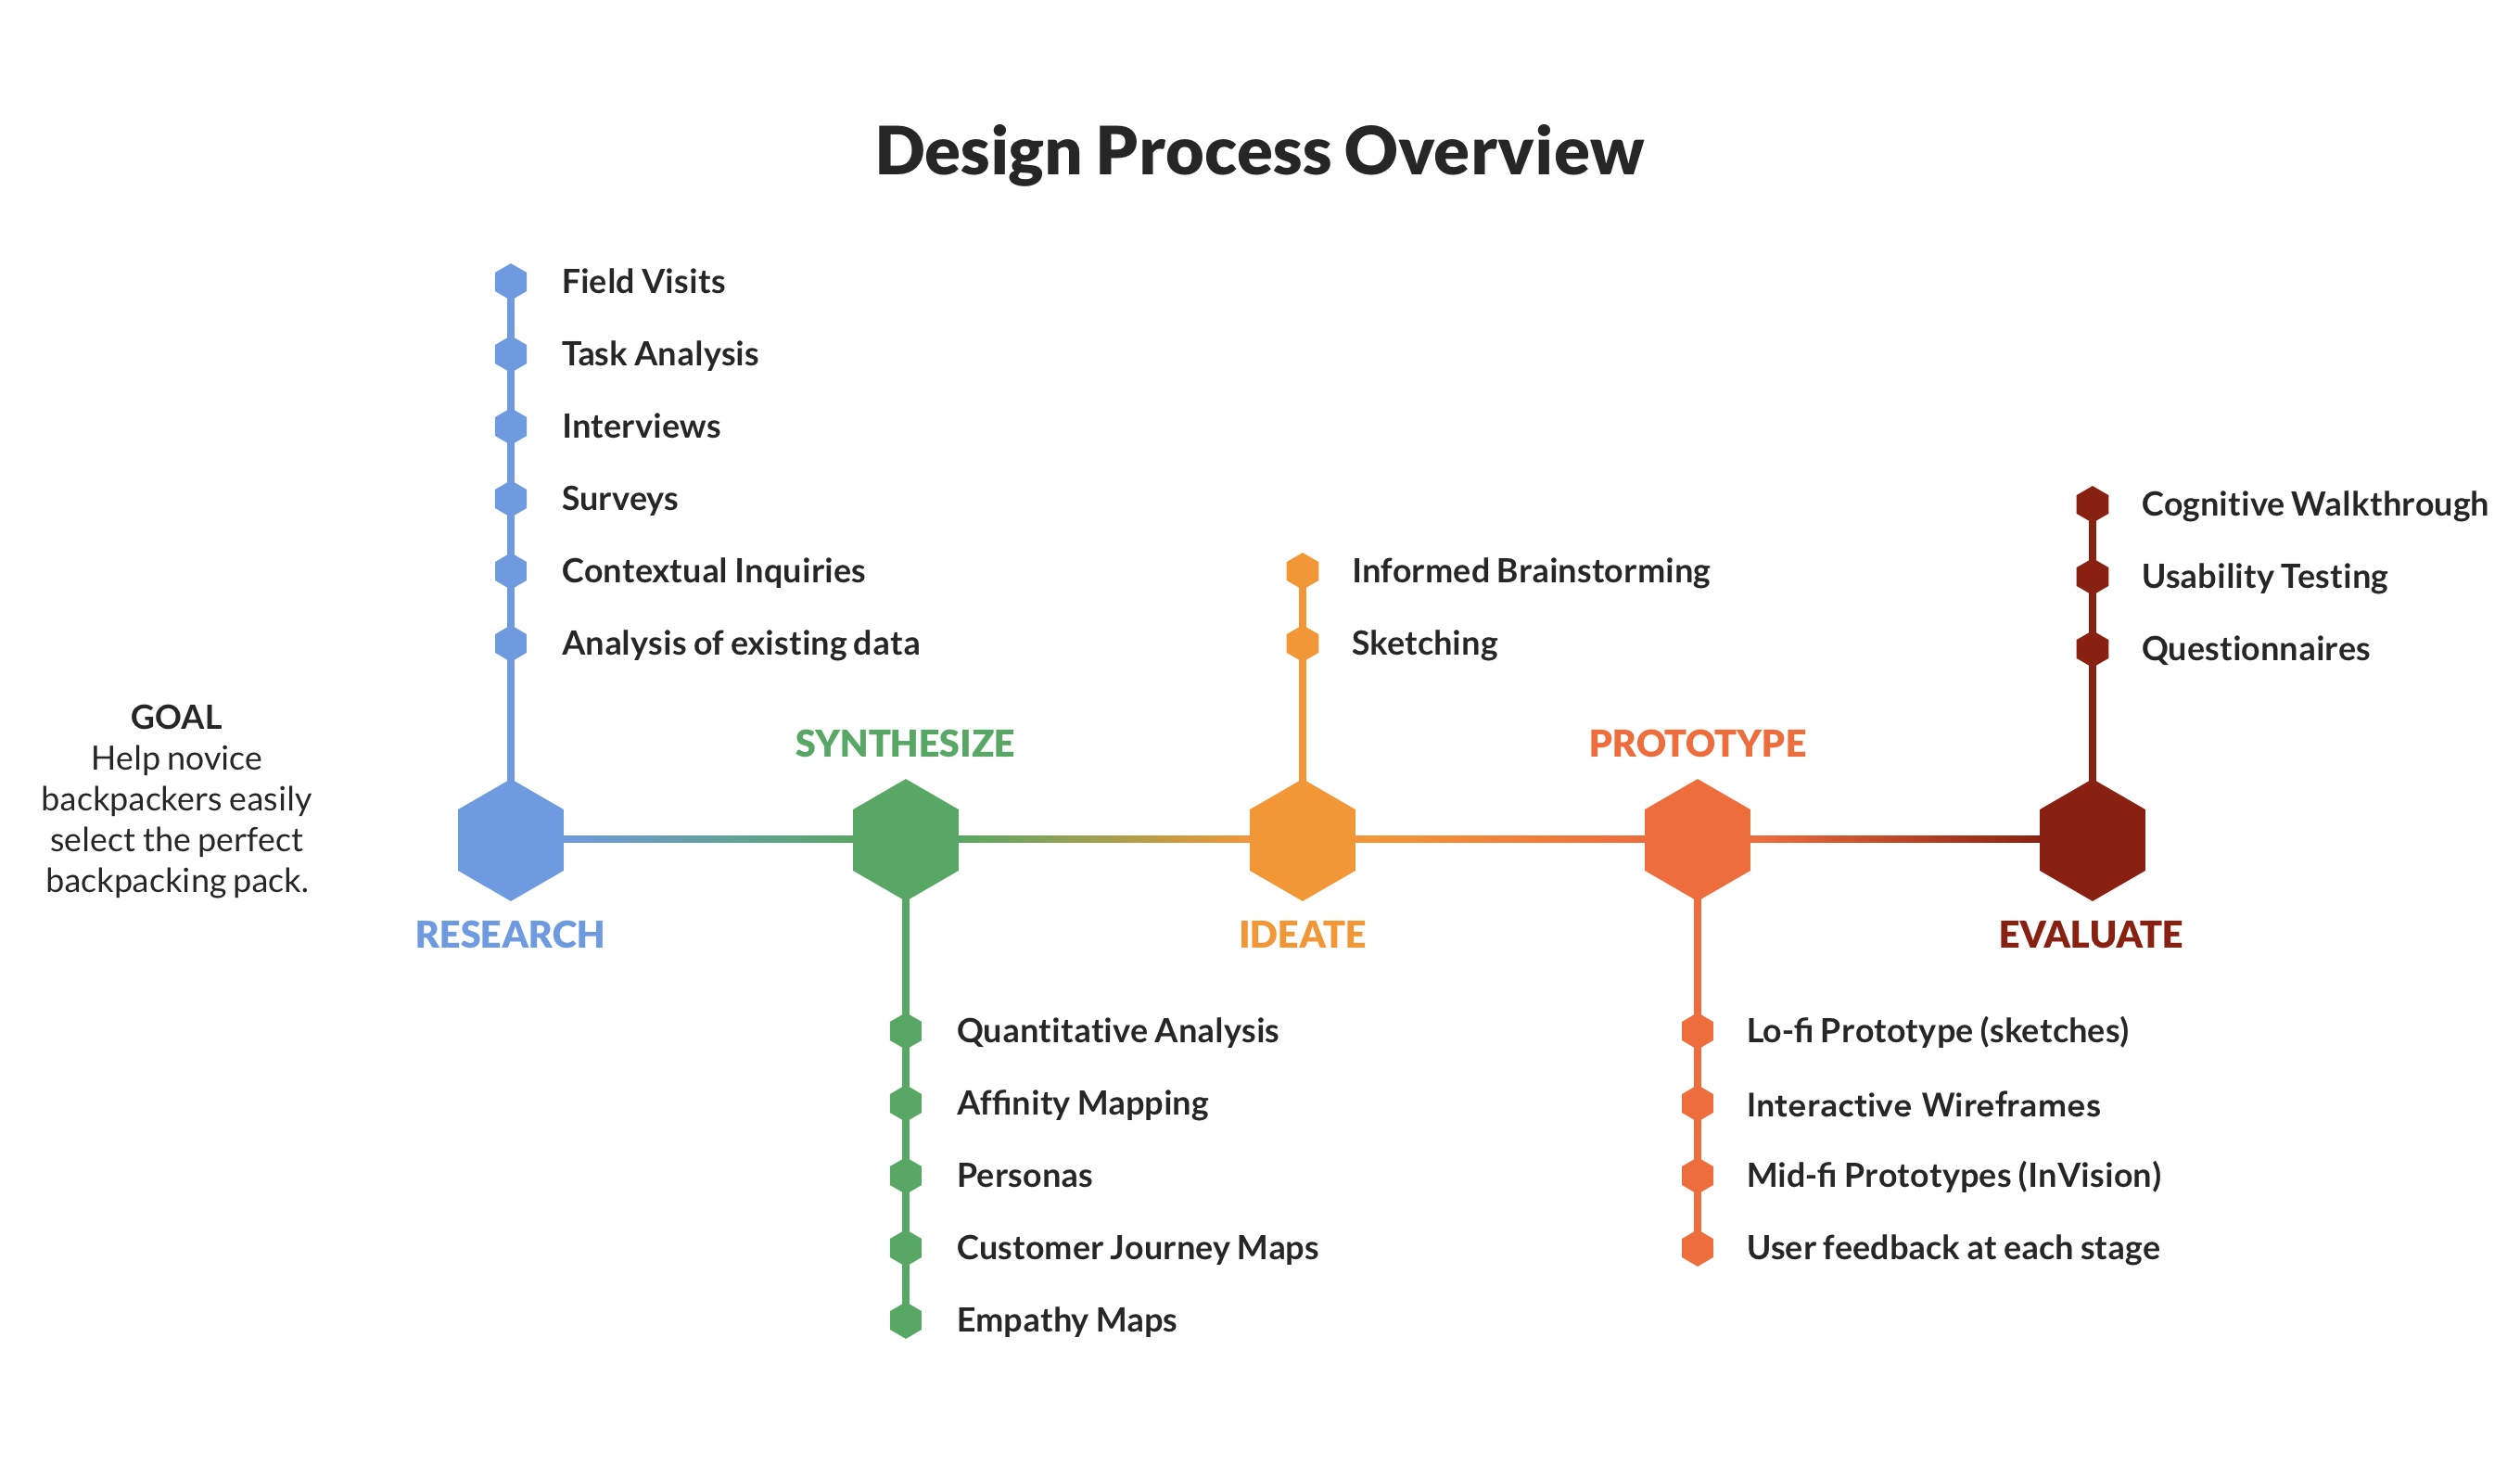 Design Process Overview
Field Visits
Task Analysis
Interviews
Surveys
Contextual Inquiries
Analysis of existing data
Informed Brainstorming
Sketching
Cognitive Walkthrough
Usability Testing
Questionnaires
GOAL
Help novice
backpackers easily
select the perfect
backpacking pack.
RESEARCH
SYNTHESIZE
IDEATE
PROTOTYPE
EVALUATE
Quantitative Analysis
Affinity Mapping
Personas
Customer Journey Maps
Empathy Maps
Lo-fi Prototype (sketches)
Interactive Wireframes
Mid-fi Prototypes (InVision)
User feedback at each stage